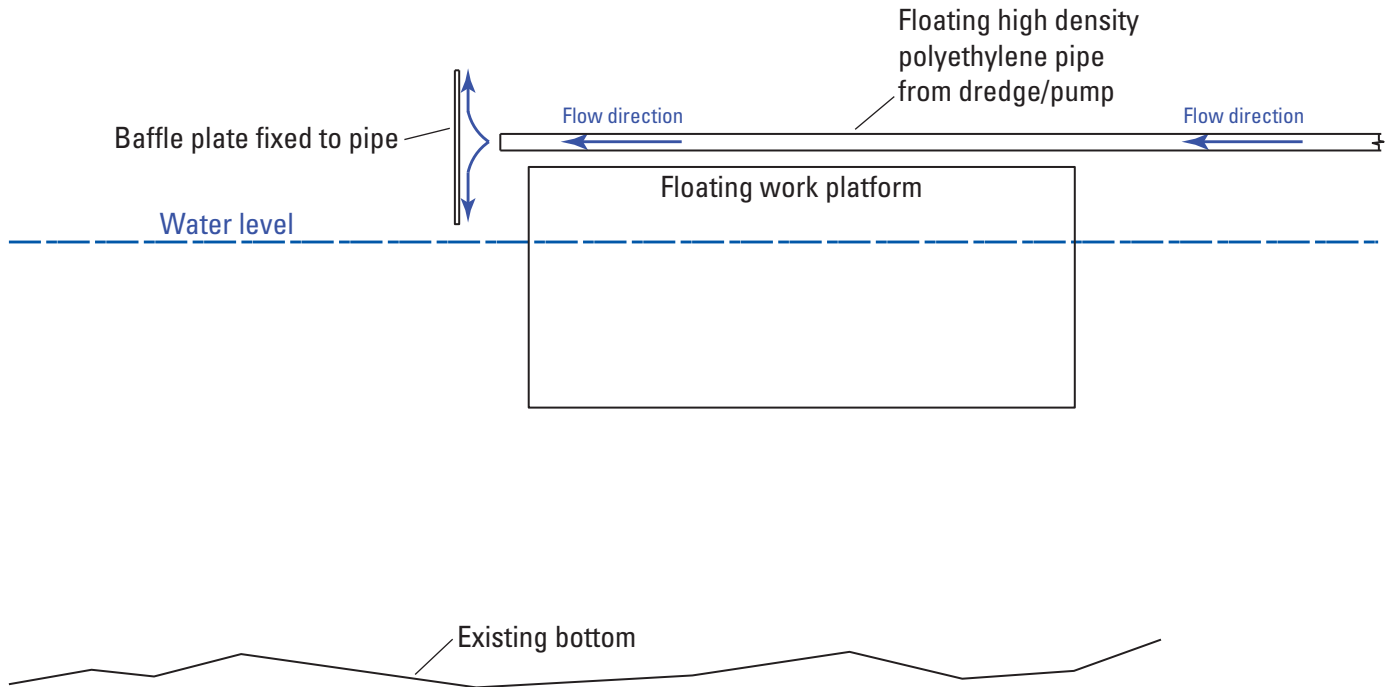 Floating high density
polyethylene pipe
from dredge/pump
Flow direction
Flow direction
Baffle plate fixed to pipe
Floating work platform
Water level
Existing bottom